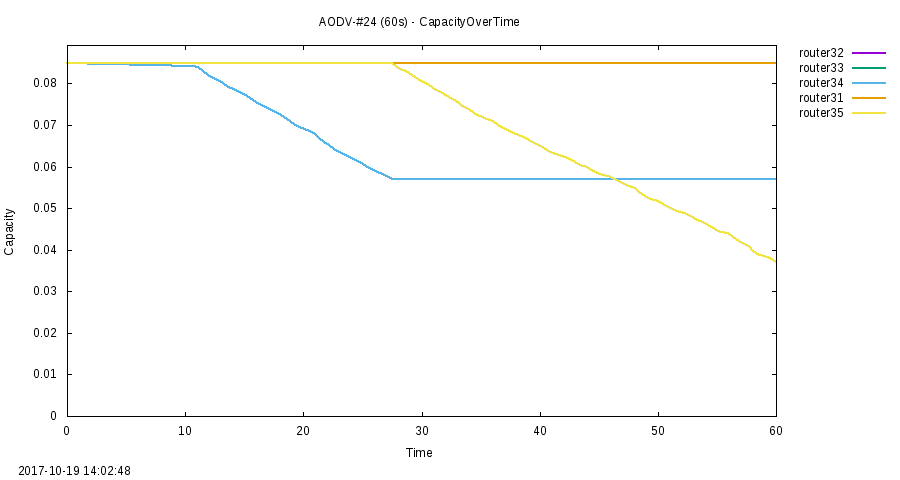 AODV-#24 (60s) - CapacityOverTime
router32
router33
router34
router31
router35
0.08
0.07
0.06
0.05
0.04
0.03
0.02
0.01
0
Capacity
0 10 20 30 40 50 60
Time
2017-10-19 14:02:48